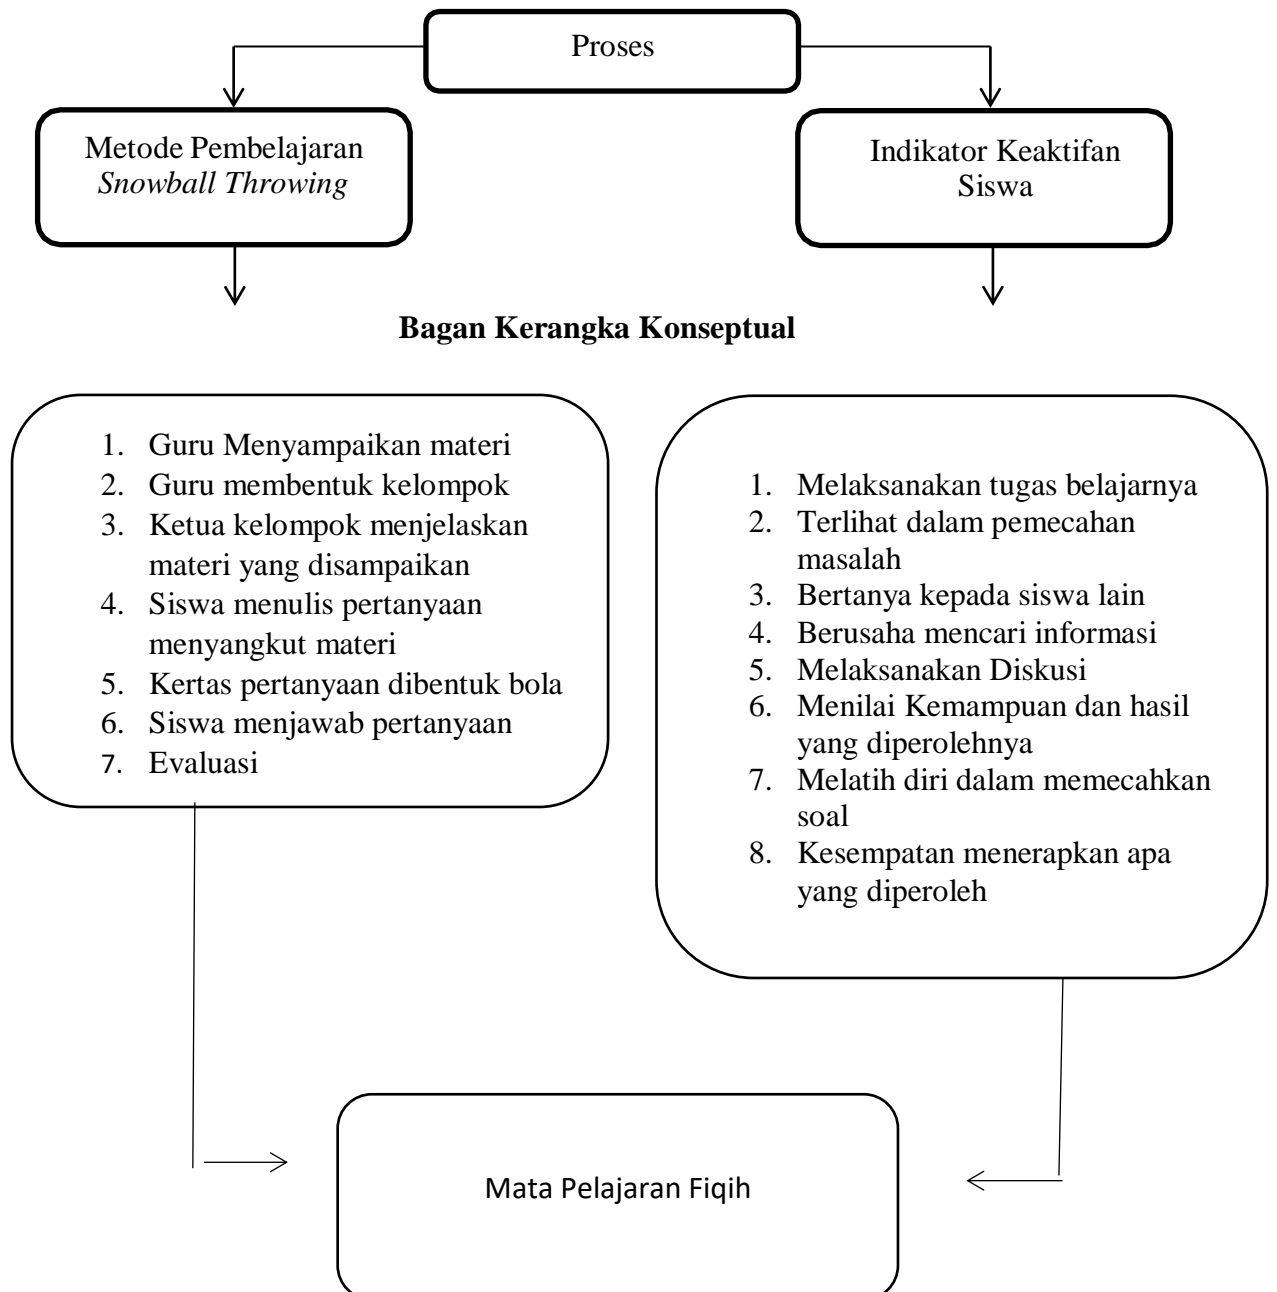 Proses
Metode Pembelajaran
Snowball Throwing
Indikator Keaktifan
Siswa
Bagan Kerangka Konseptual
1. Guru Menyampaikan materi
2. Guru membentuk kelompok
3. Ketua kelompok menjelaskan
materi yang disampaikan
4. Siswa menulis pertanyaan
menyangkut materi
5. Kertas pertanyaan dibentuk bola
6. Siswa menjawab pertanyaan
7. Evaluasi
1. Melaksanakan tugas belajarnya
2. Terlihat dalam pemecahan
masalah
3. Bertanya kepada siswa lain
4. Berusaha mencari informasi
5. Melaksanakan Diskusi
6. Menilai Kemampuan dan hasil
yang diperolehnya
7. Melatih diri dalam memecahkan
soal
8. Kesempatan menerapkan apa
yang diperoleh
Mata Pelajaran Fiqih